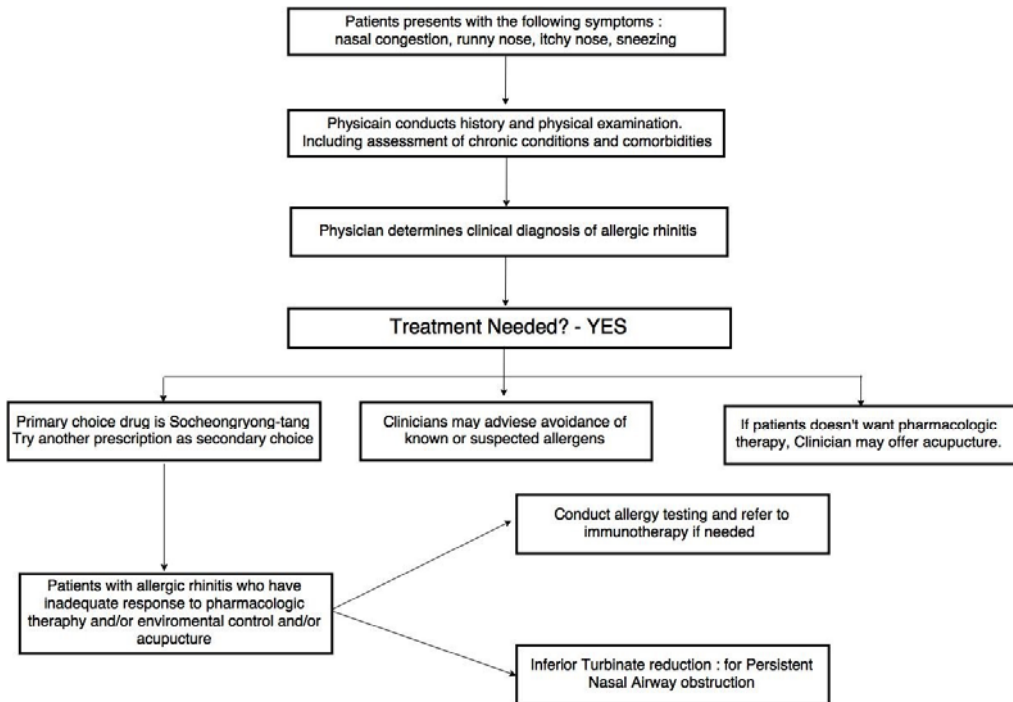 Patients presents with the following symptoms :
nasal congestion, runny nose, itchy nose, sneezing
Physicain conducts history and physical examination.
Including assessment of chronic conditions and comorbidities
Physician determines clinical diagnosis of allergic rhinitis
Treatment Needed? - YES
Primary choice drug is Socheongryong-tang
Try another prescription as secondary choice
Clinicians may adviese avoidance of
known or suspected allergens
If patients doesn't want pharmacologic
therapy, Clinician may offer acupucture.
Conduct allergy testing and refer to
immunotherapy if needed
Patients with allergic rhinitis who have
inadequate response to pharmacologic
theraphy and/or enviromental control and/or
acupucture
Inferior Turbinate reduction : for Persistent
Nasal Airway obstruction